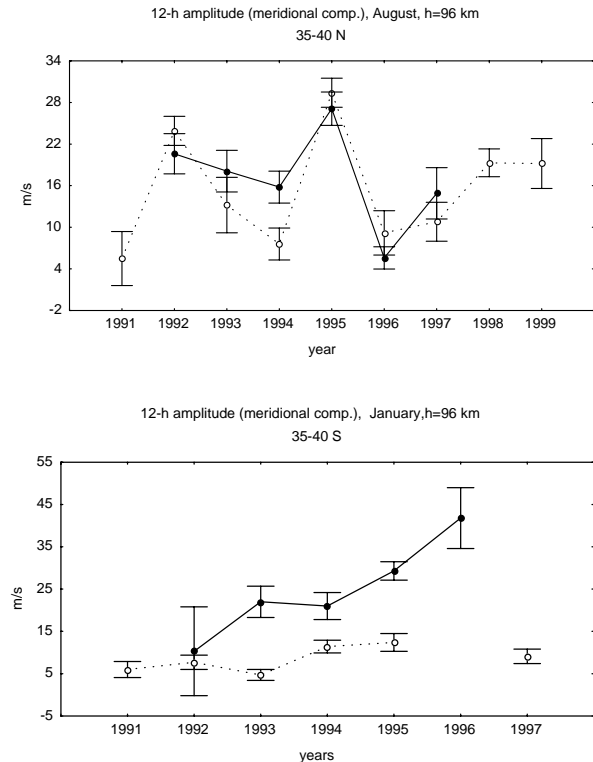 12-h amplitude (meridional comp.), August, h=96 km
35-40 N
34
28
22
16
10
4
-2
m/s
1991 1992 1993 1994 1995 1996 1997 1998 1999
year
12-h amplitude (meridional comp.), January,h=96 km
35-40 S
55
45
35
25
15
5
-5
m/s
1991 1992 1993 1994 1995 1996 1997
years